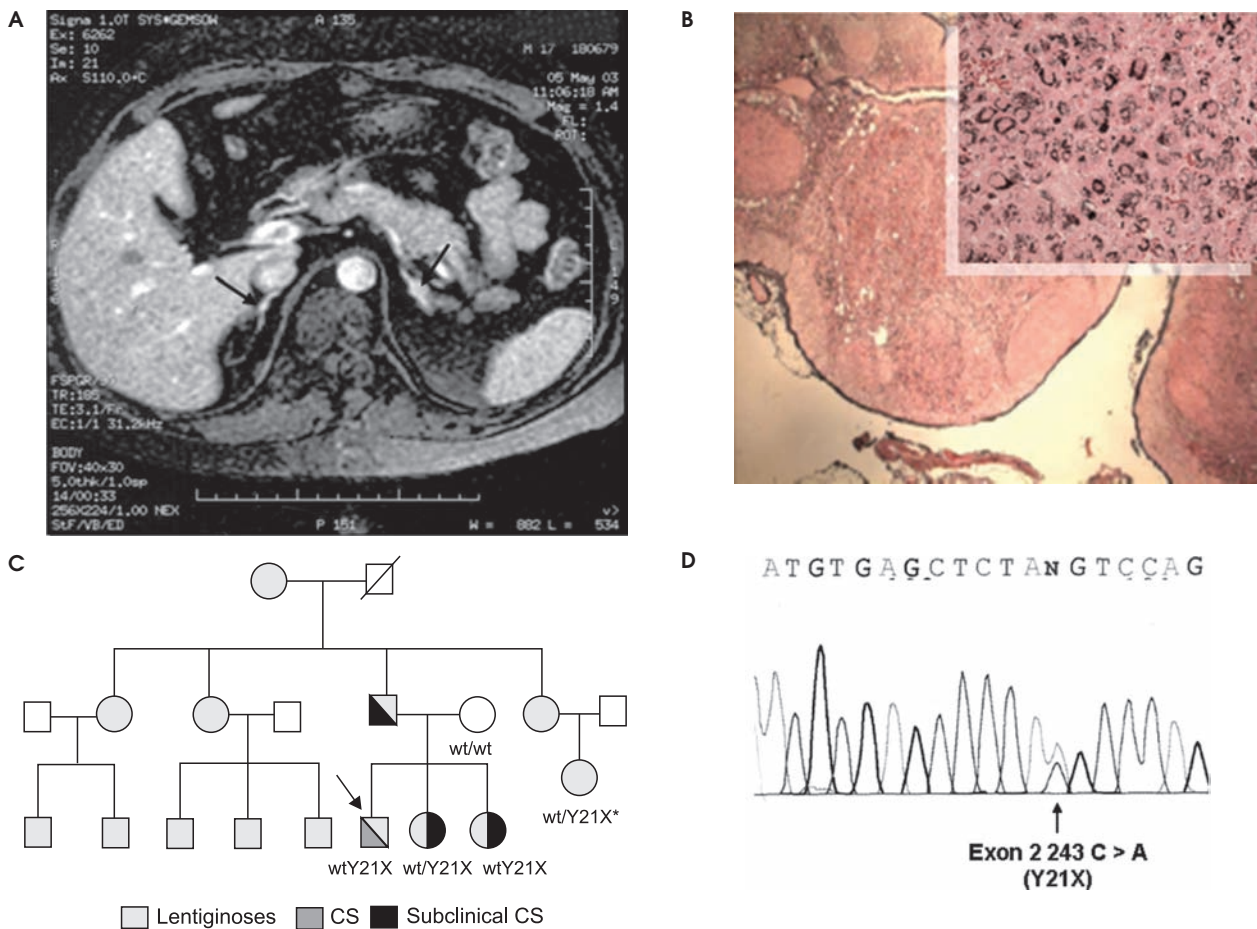 A
Signa 1.0T SYS*GEMSOW
Ex: 6262
Se: 10
Im: 21
Ax S110.0+C
A 135
M 17 180679
05 May 03
11:06:18 AM
Mag = 1.4
FL:
ROT:
FSPGR/
TR:185
TE:3.1/Fr
EC:1/1 31.2kHz
BODY
FOV:40x30
5.0thk/1.0sp
14/00:33
256X224/1.00 NEX
StF/VB/ED
P 151
v>
W = 882 L = 534
B
C
wt/wt
wt/Y21X*
wtY21X
wt/Y21X
wtY21X
Lentiginoses
CS
Subclinical CS
D
ATGTGAGCTCTANGTCCAG
Exon 2 243 C > A
(Y21X)